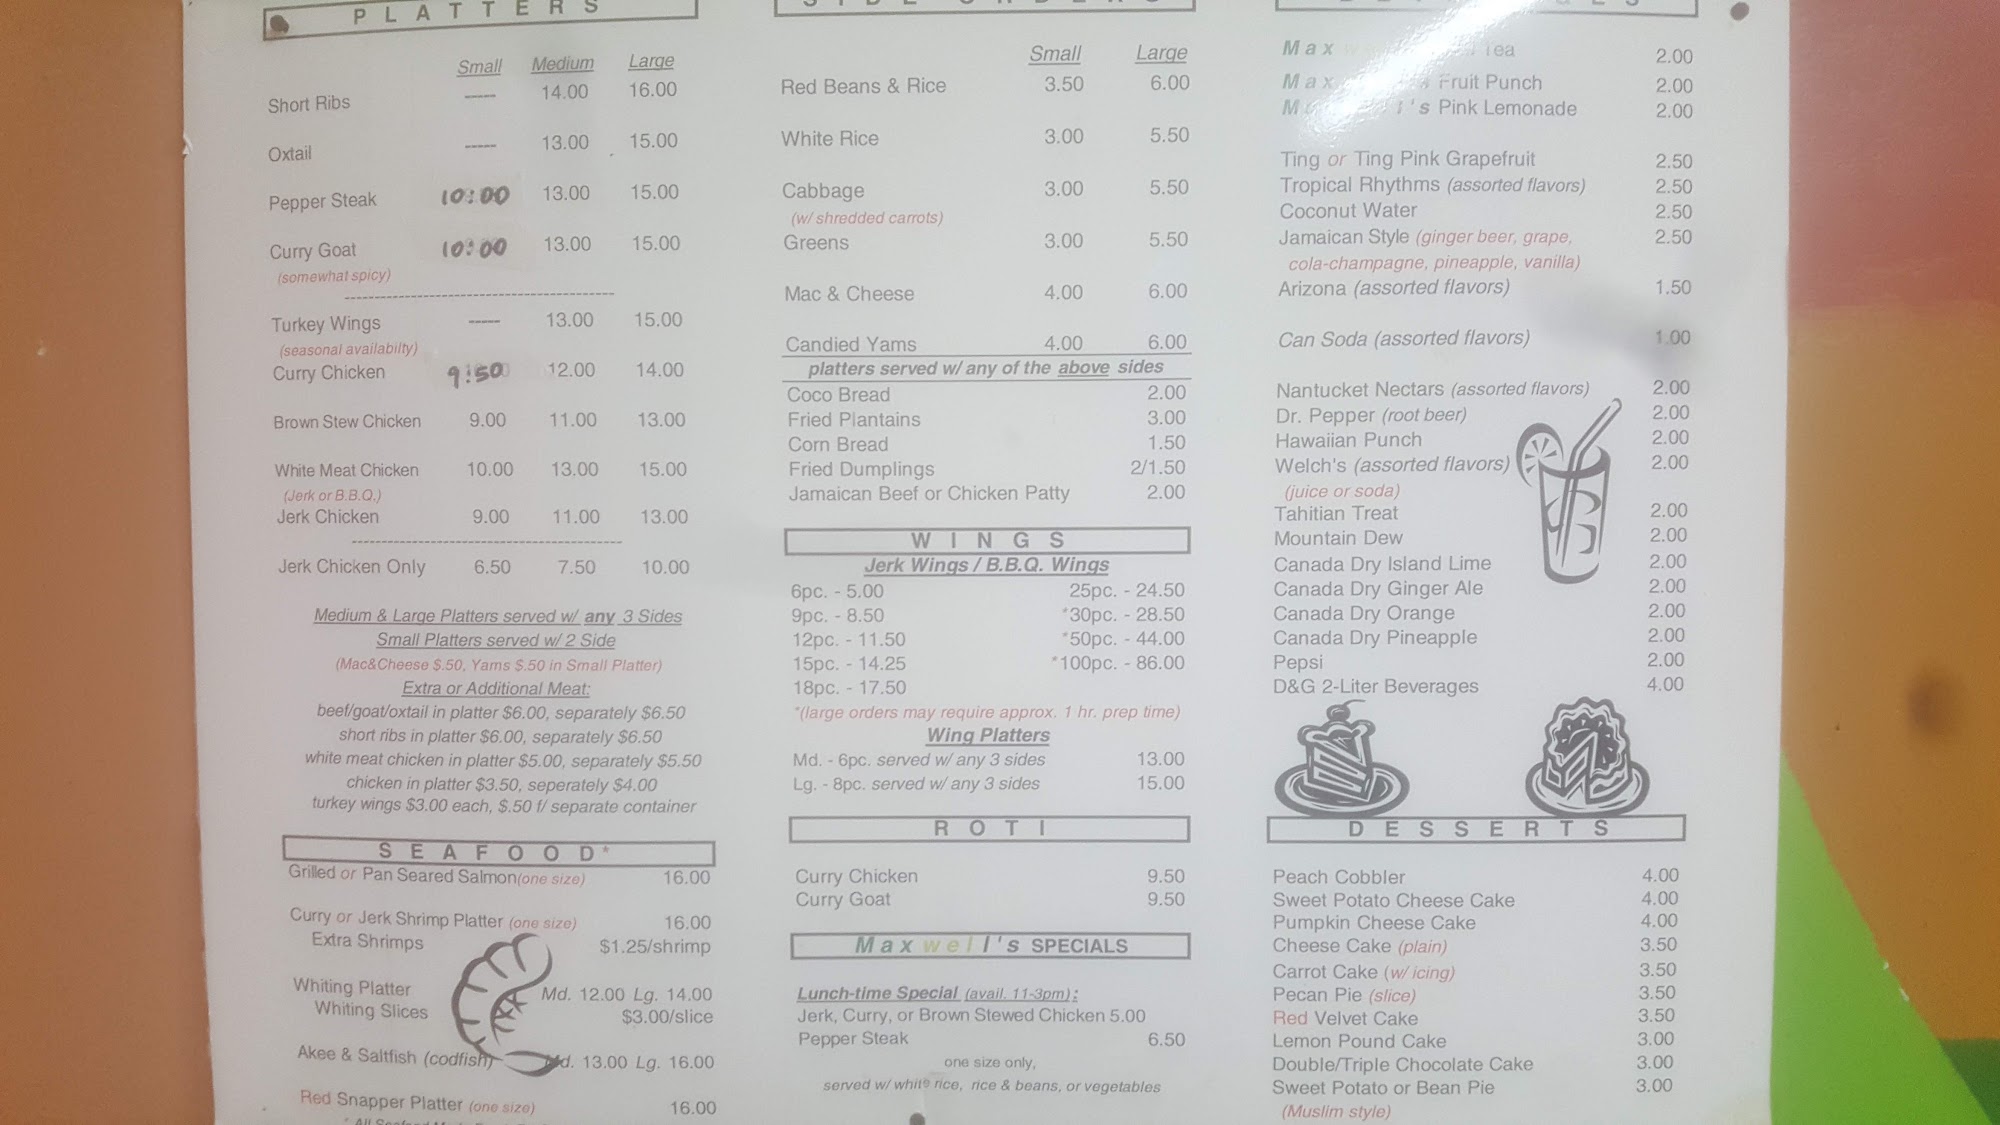 PLATTERS
Small Medium Large
Short Ribs ---- 14.00 16.00
Oxtail ---- 13.00 15.00
Pepper Steak 10:00 13.00 15.00
Curry Goat 10:00 13.00 15.00
(somewhat spicy)
Turkey Wings ---- 13.00 15.00
(seasonal availabilty)
Curry Chicken 9:50 12.00 14.00
Brown Stew Chicken 9.00 11.00 13.00
White Meat Chicken 10.00 13.00 15.00
(Jerk or B.B.Q.)
Jerk Chicken 9.00 11.00 13.00
Jerk Chicken Only 6.50 7.50 10.00
Medium & Large Platters served w/ any 3 Sides
Small Platters served w/ 2 Side
(Mac&Cheese $.50, Yams $.50 in Small Platter)
Extra or Additional Meat:
beef/goat/oxtail in platter $6.00, separately $6.50
short ribs in platter $6.00, separately $6.50
white meat chicken in platter $5.00, separately $5.50
chicken in platter $3.50, seperately $4.00
turkey wings $3.00 each, $.50 f/ separate container
SEAFOOD*
Grilled or Pan Seared Salmon(one size) 16.00
Curry or Jerk Shrimp Platter (one size) 16.00
Extra Shrimps $1.25/shrimp
Whiting Platter Md. 12.00 Lg. 14.00
Whiting Slices $3.00/slice
Akee & Saltfish (codfish) Md. 13.00 Lg. 16.00
Red Snapper Platter (one size) 16.00
SIDE ORDERS
Small Large
Red Beans & Rice 3.50 6.00
White Rice 3.00 5.50
Cabbage 3.00 5.50
(w/ shredded carrots)
Greens 3.00 5.50
Mac & Cheese 4.00 6.00
Candied Yams 4.00 6.00
platters served w/ any of the above sides
Coco Bread 2.00
Fried Plantains 3.00
Corn Bread 1.50
Fried Dumplings 2/1.50
Jamaican Beef or Chicken Patty 2.00
WINGS
Jerk Wings / B.B.Q. Wings
6pc. - 5.00 25pc. - 24.50
9pc. - 8.50 *30pc. - 28.50
12pc. - 11.50 *50pc. - 44.00
15pc. - 14.25 *100pc. - 86.00
18pc. - 17.50
*(large orders may require approx. 1 hr. prep time)
Wing Platters
Md. - 6pc. served w/ any 3 sides 13.00
Lg. - 8pc. served w/ any 3 sides 15.00
ROTI
Curry Chicken 9.50
Curry Goat 9.50
Maxwell's SPECIALS
Lunch-time Special (avail. 11-3pm):
Jerk, Curry, or Brown Stewed Chicken 5.00
Pepper Steak 6.50
one size only,
served w/ white rice, rice & beans, or vegetables
Tea 2.00
Fruit Punch 2.00
Pink Lemonade 2.00
Ting or Ting Pink Grapefruit 2.50
Tropical Rhythms (assorted flavors) 2.50
Coconut Water 2.50
Jamaican Style (ginger beer, grape, 2.50
cola-champagne, pineapple, vanilla)
Arizona (assorted flavors) 1.50
Can Soda (assorted flavors) 1.00
Nantucket Nectars (assorted flavors) 2.00
Dr. Pepper (root beer) 2.00
Hawaiian Punch 2.00
Welch's (assorted flavors) 2.00
(juice or soda)
Tahitian Treat 2.00
Mountain Dew 2.00
Canada Dry Island Lime 2.00
Canada Dry Ginger Ale 2.00
Canada Dry Orange 2.00
Canada Dry Pineapple 2.00
Pepsi 2.00
D&G 2-Liter Beverages 4.00
DESSERTS
Peach Cobbler 4.00
Sweet Potato Cheese Cake 4.00
Pumpkin Cheese Cake 4.00
Cheese Cake (plain) 3.50
Carrot Cake (w/ icing) 3.50
Pecan Pie (slice) 3.50
Red Velvet Cake 3.50
Lemon Pound Cake 3.00
Double/Triple Chocolate Cake 3.00
Sweet Potato or Bean Pie 3.00
(Muslim style)